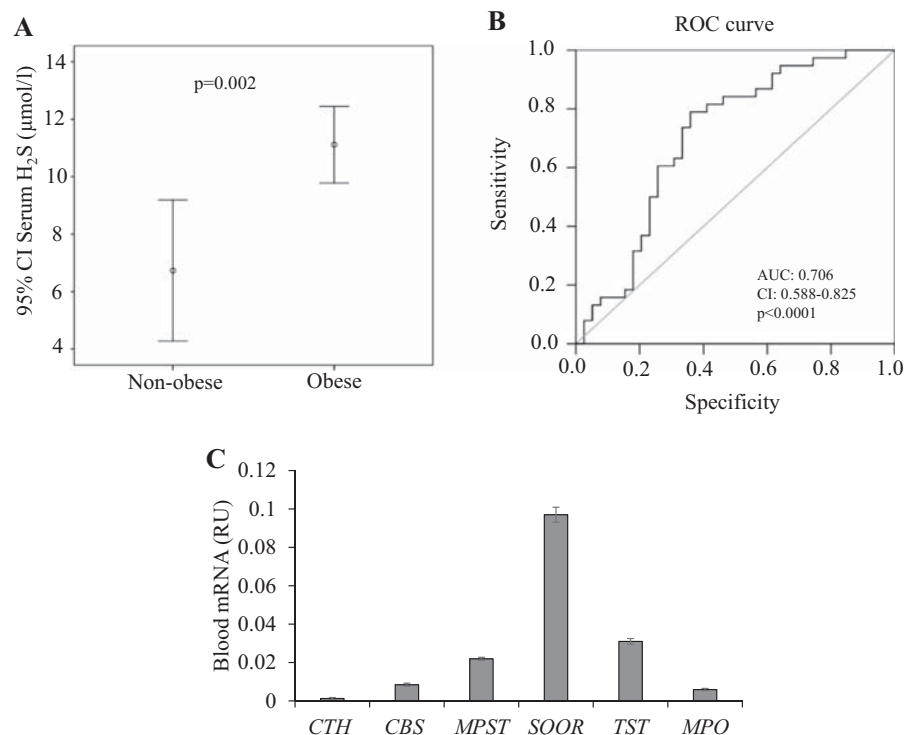 A
95% CI Serum H₂S (μmol/l)
14
12
10
8
6
4
p=0.002
Non-obese Obese
B
ROC curve
Sensitivity
1.0
0.8
0.6
0.4
0.2
0.0
AUC: 0.706
CI: 0.588-0.825
p<0.0001
0.0 0.2 0.4 0.6 0.8 1.0
Specificity
C
Blood mRNA (RU)
0.12
0.1
0.08
0.06
0.04
0.02
0
CTH CBS MPST SOOR TST MPO